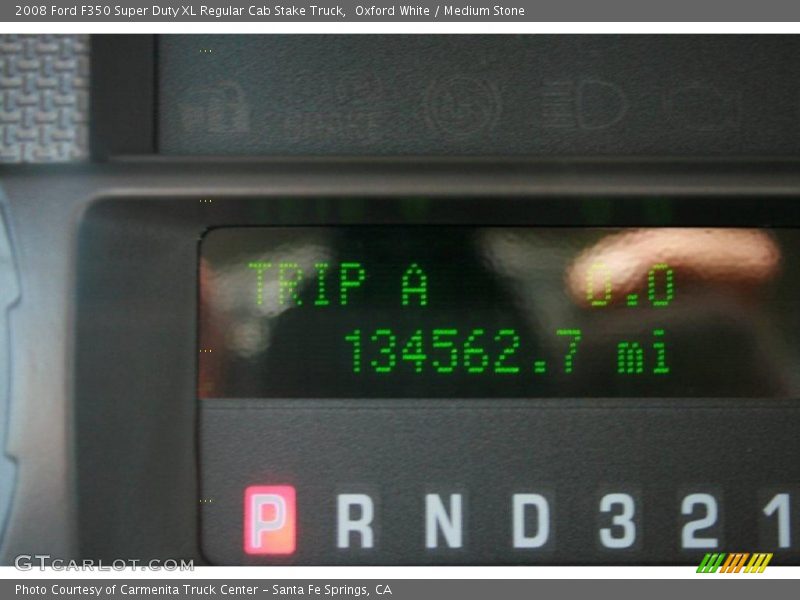 2008 Ford F350 Super Duty XL Regular Cab Stake Truck,  Oxford White / Medium Stone
BRAKE
TRIP A 0.0
134562.7 mi
P R N D 3 2 1
GTCARLOT.COM
Photo Courtesy of Carmenita Truck Center - Santa Fe Springs, CA